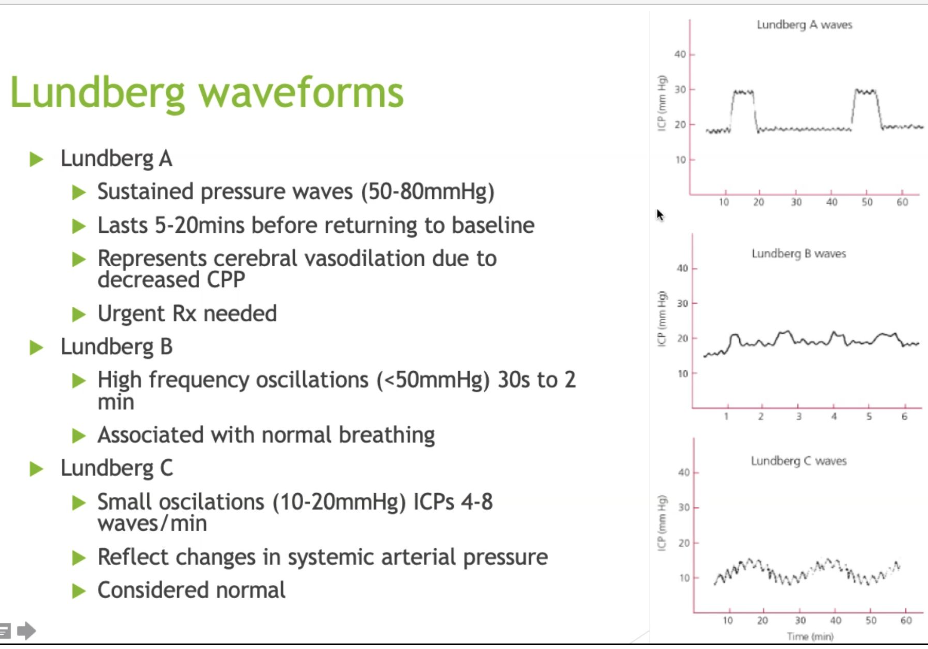 Lundberg waveforms
Lundberg A
Sustained pressure waves (50-80mmHg)
Lasts 5-20mins before returning to baseline
Represents cerebral vasodilation due to
decreased CPP
Urgent Rx needed
Lundberg B
High frequency oscillations (<50mmHg) 30s to 2
min
Associated with normal breathing
Lundberg C
Small oscilations (10-20mmHg) ICPs 4-8
waves/min
Reflect changes in systemic arterial pressure
Considered normal
Lundberg A waves
ICP (mm Hg)
40
30
20
10
10 20 30 40 50 60
Lundberg B waves
ICP (mm Hg)
40
30
20
10
1 2 3 4 5 6
Lundberg C waves
ICP (mm Hg)
40
30
20
10
10 20 30 40 50 60
Time (min)